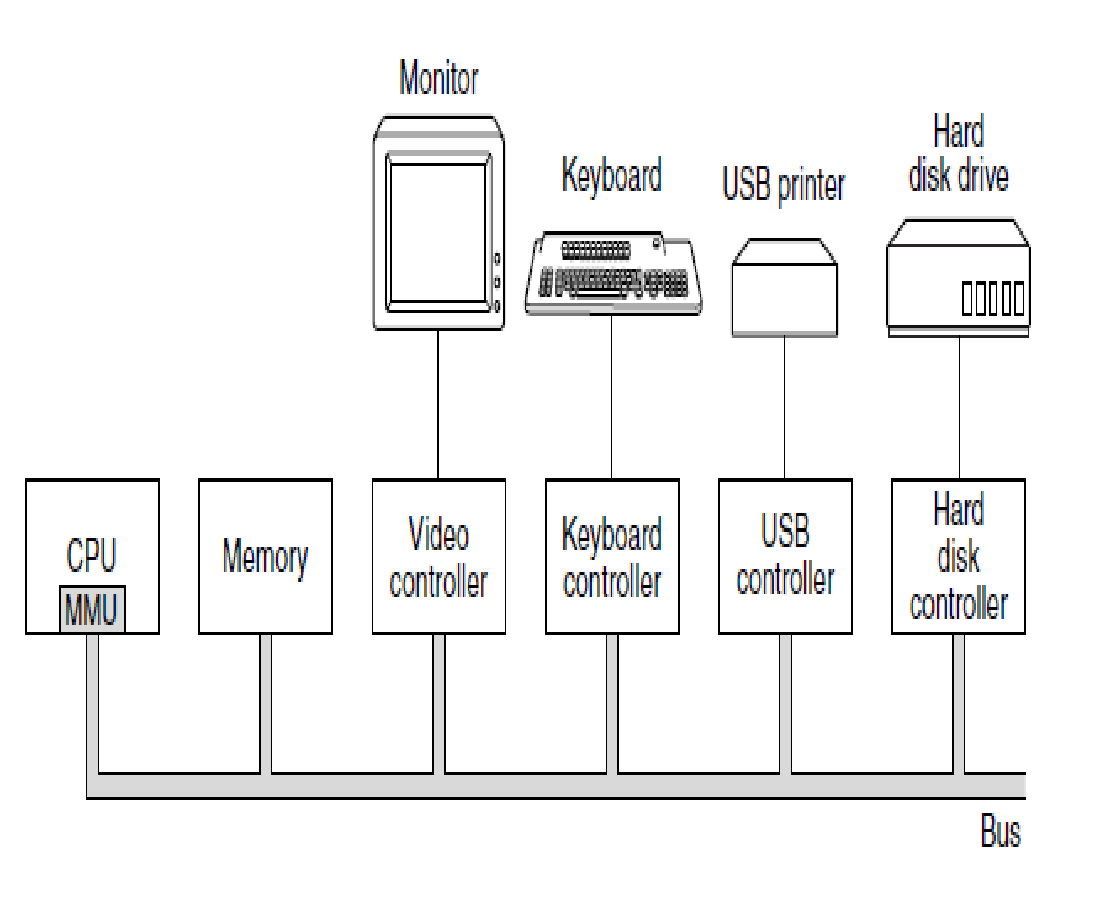 Monitor
Keyboard
USB printer
Hard
disk drive
CPU
MMU
Memory
Video
controller
Keyboard
controller
USB
controller
Hard
disk
controller
Bus